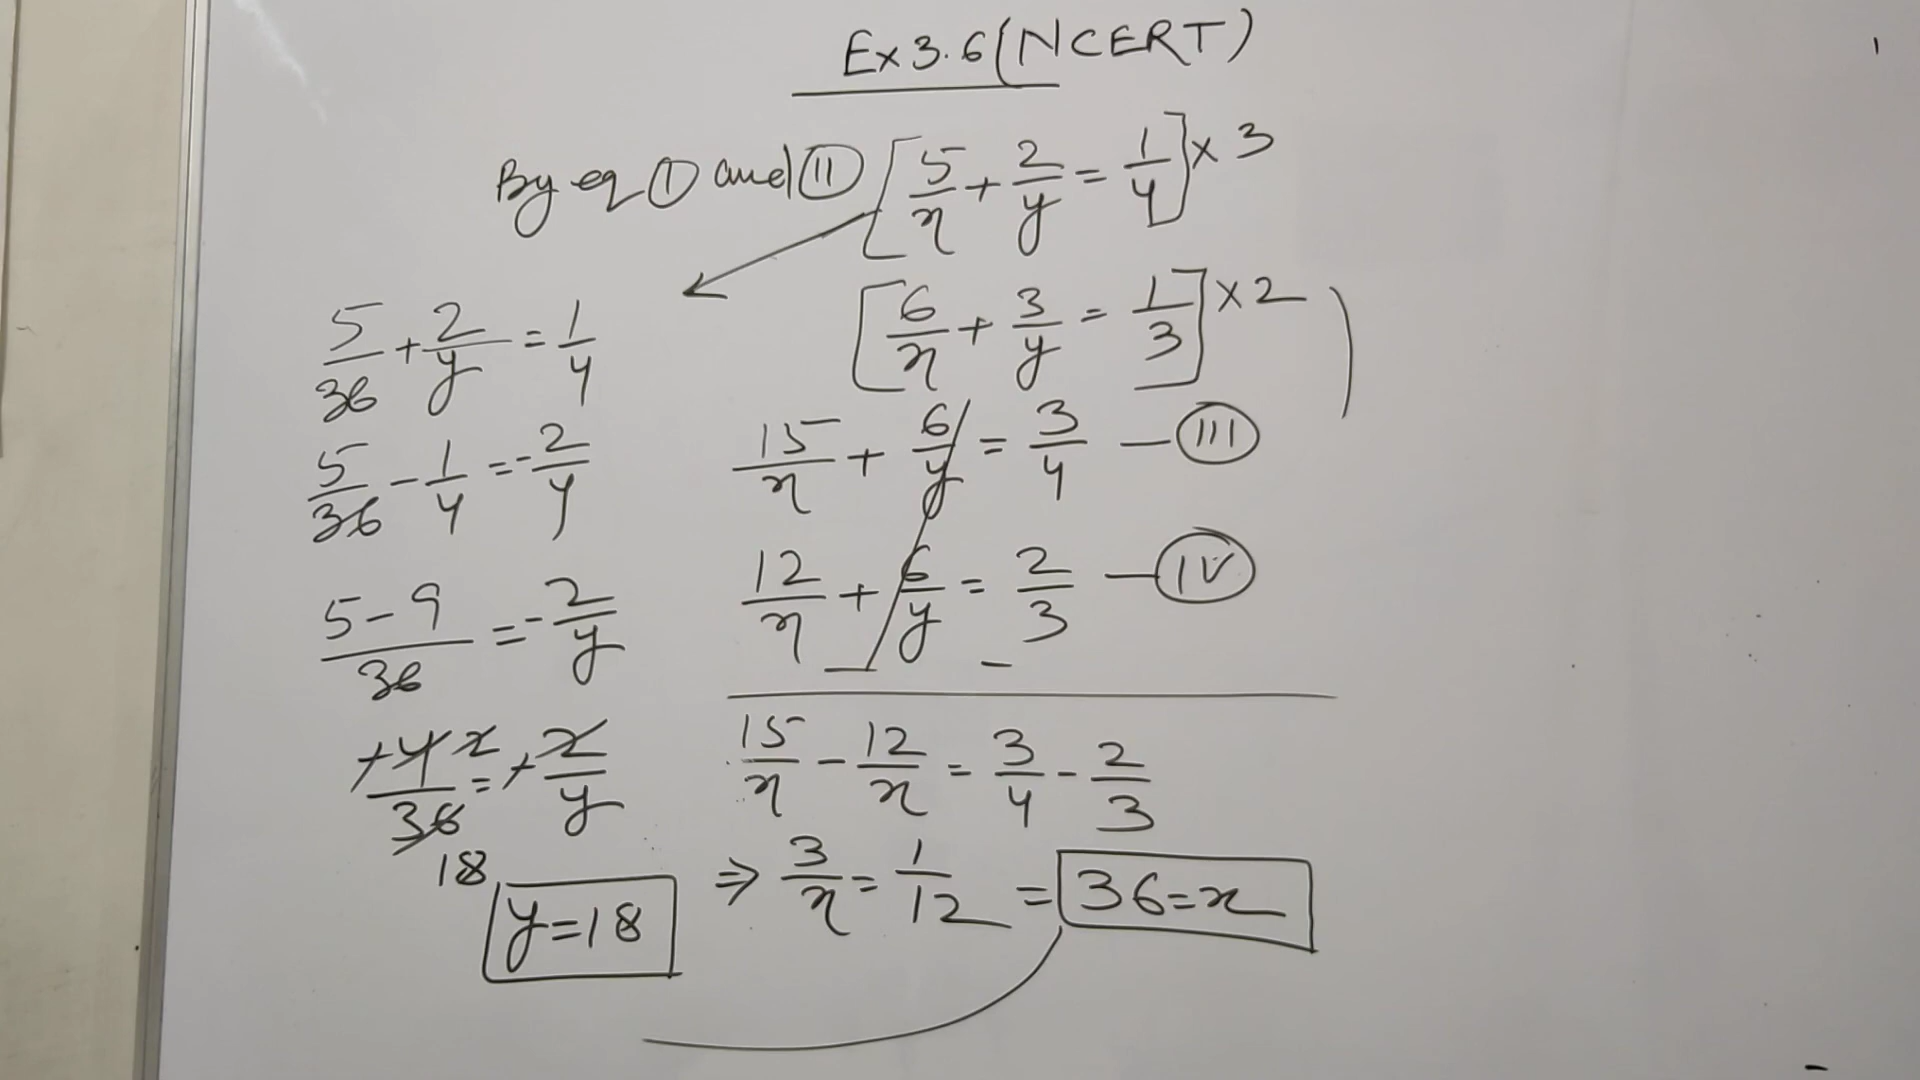 Ex 3.6 (NCERT)
By eq (I) and (II) [5/x + 2/y = 1/4] × 3
[6/x + 3/y = 1/3] × 2
15/x + 6/y = 3/4 — (III)
12/x + 6/y = 2/3 — (IV)
15/x - 12/x = 3/4 - 2/3
⇒ 3/x = 1/12 = 36 = x
5/36 + 2/y = 1/4
5/36 - 1/4 = -2/y
5-9/36 = -2/y
+4/36 = +2/y
18
y = 18